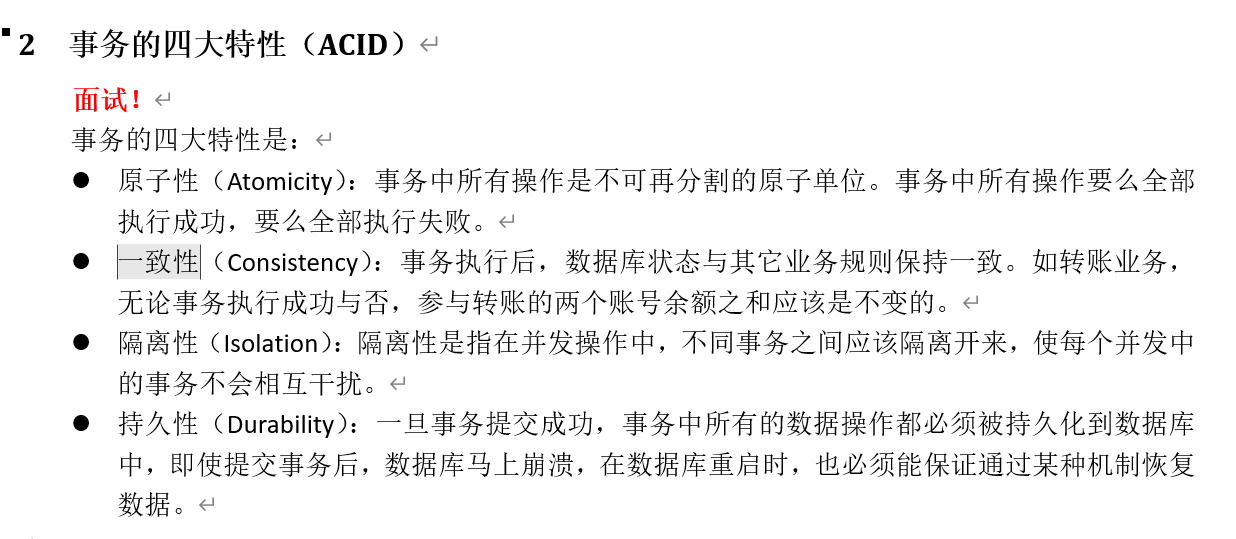 2 事务的四大特性（ACID）
面试！
事务的四大特性是：
● 原子性（Atomicity）：事务中所有操作是不可再分割的原子单位。事务中所有操作要么全部
执行成功，要么全部执行失败。
● 一致性（Consistency）：事务执行后，数据库状态与其它业务规则保持一致。如转账业务，
无论事务执行成功与否，参与转账的两个账号余额之和应该是不变的。
● 隔离性（Isolation）：隔离性是指在并发操作中，不同事务之间应该隔离开来，使每个并发中
的事务不会相互干扰。
● 持久性（Durability）：一旦事务提交成功，事务中所有的数据操作都必须被持久化到数据库
中，即使提交事务后，数据库马上崩溃，在数据库重启时，也必须能保证通过某种机制恢复
数据。